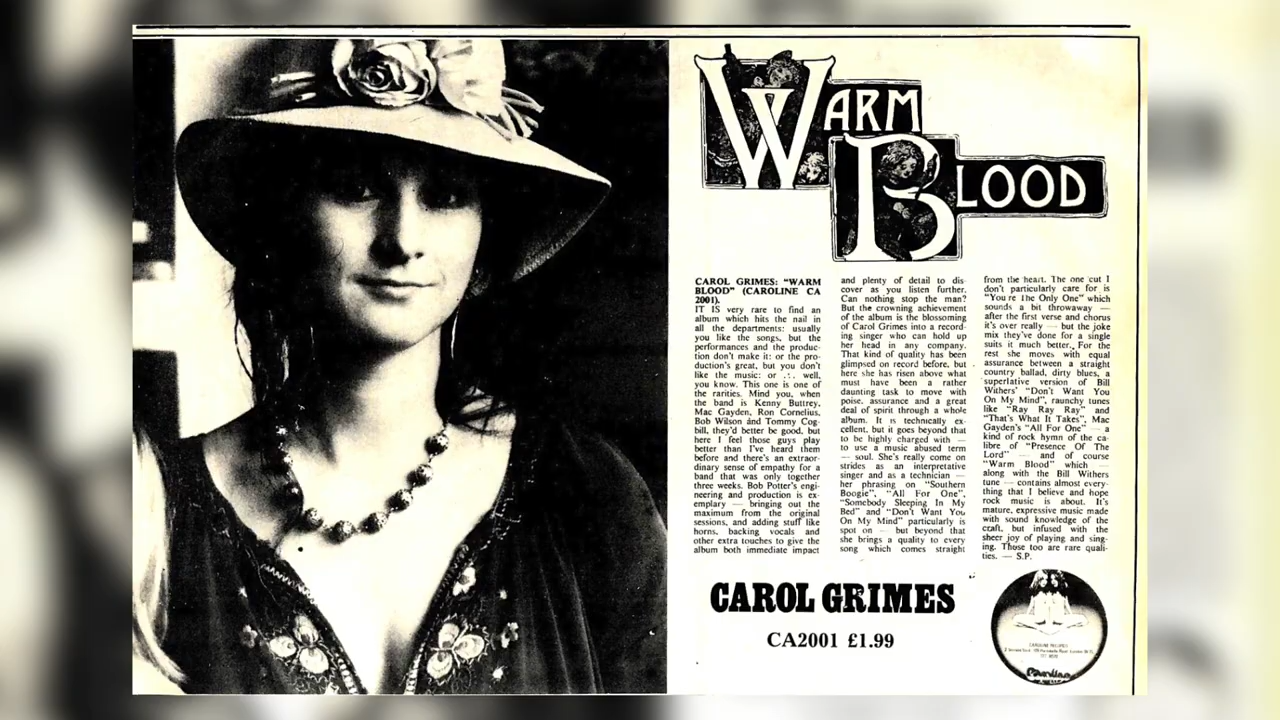 WARM
BLOOD
CAROL GRIMES: "WARM
BLOOD" (CAROLINE CA
2001).
IT IS very rare to find an
album which hits the nail in
all the departments: usually
you like the songs, but the
performances and the produc-
tion don't make it: or the pro-
duction's great, but you don't
like the music: or ... well,
you know. This one is one of
the rarities. Mind you, when
the band is Kenny Buttrey,
Mac Gayden, Ron Cornelius,
Bob Wilson and Tommy Cog-
bill, they'd better be good, but
here I feel those guys play
better than I've heard them
before and there's an extraor-
dinary sense of empathy for a
band that was only together
three weeks. Bob Potter's engi-
neering and production is ex-
emplary — bringing out the
maximum from the original
sessions, and adding stuff like
horns, backing vocals and
other extra touches to give the
album both immediate impact
and plenty of detail to dis-
cover as you listen further.
Can nothing stop the man?
But the crowning achievement
of the album is the blossoming
of Carol Grimes into a record-
ing singer who can hold up
her head in any company.
That kind of quality has been
glimpsed on record before, but
here she has risen above what
must have been a rather
daunting task to move with
poise, assurance and a great
deal of spirit through a whole
album. It is technically ex-
cellent, but it goes beyond that
to be highly charged with —
to use a music abused term
— soul. She's really come on
strides as an interpretative
singer and as a technician —
her phrasing on "Southern
Boogie", "All For One",
"Somebody Sleeping In My
Bed" and "Don't Want You
On My Mind" particularly is
spot on — but beyond that
she brings a quality to every
song which comes straight
from the heart. The one cut I
don't particularly care for is
"You're The Only One" which
sounds a bit throwaway —
after the first verse and chorus
it's over really — but the joke
mix they've done for a single
suits it much better. For the
rest she moves with equal
assurance between a straight
country ballad, dirty blues, a
superlative version of Bill
Withers' "Don't Want You
On My Mind", raunchy tunes
like "Ray Ray Ray" and
"That's What It Takes", Mac
Gayden's "All For One" — a
kind of rock hymn of the ca-
libre of "Presence Of The
Lord" — and of course
"Warm Blood" which —
along with the Bill Withers
tune — contains almost every-
thing that I believe and hope
rock music is about. It's
mature, expressive music made
with sound knowledge of the
craft, but infused with the
sheer joy of playing and sing-
ing. Those too are rare quali-
ties. — S.P.
CAROL GRIMES
CA2001 £1.99
CAROLINE RECORDS